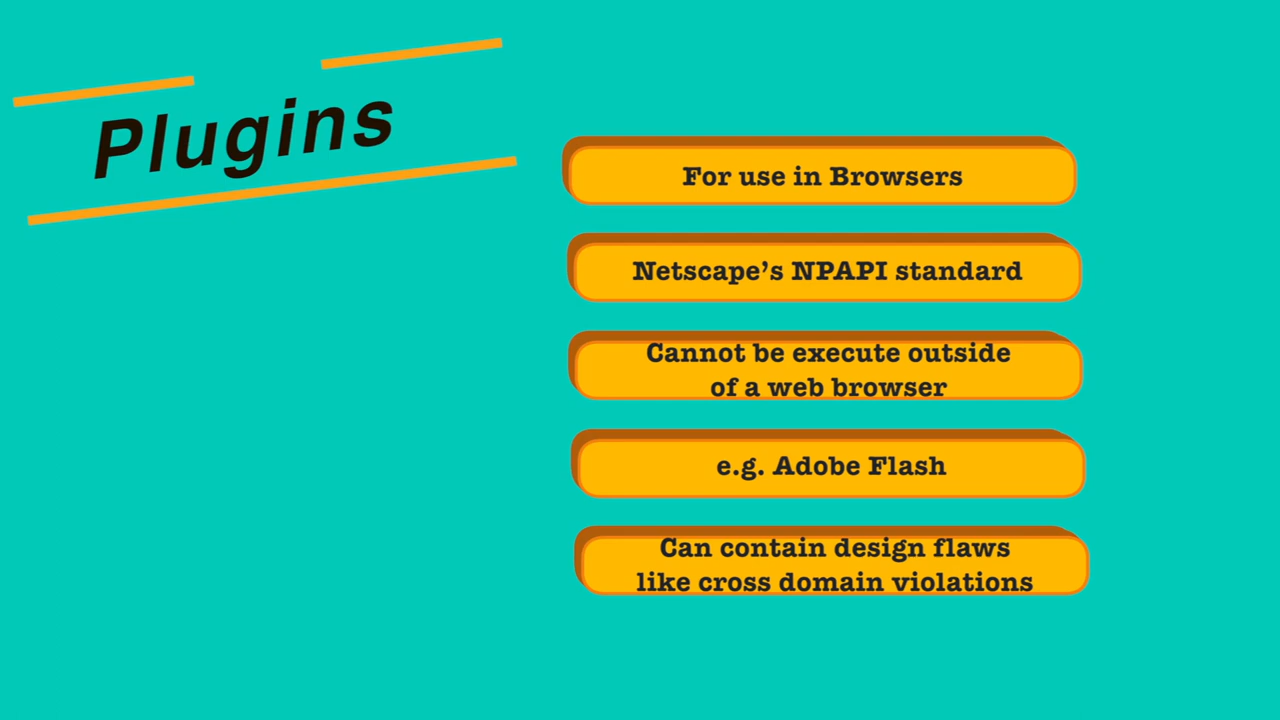 Plugins
For use in Browsers
Netscape’s NPAPI standard
Cannot be execute outside
of a web browser
e.g. Adobe Flash
Can contain design flaws
like cross domain violations